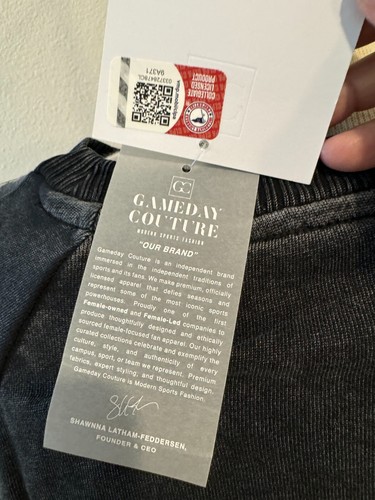 COLLEGIATE
LICENSED
PRODUCT
03372847BCL
9A371
GC
GAMEDAY
COUTURE
MODERN SPORTS FASHION
"OUR BRAND"
Gameday Couture is an independent brand
immersed in the independent traditions of
sports and its fans. We make premium, officially
licensed apparel that defies seasons and
represent some of the most iconic sports
powerhouses. Proudly one of the first
Female-owned and Female-Led companies to
produce thoughtfully designed and ethically
sourced female-focused fan apparel. Our highly
curated collections celebrate and exemplify the
culture, style, and authenticity of every
campus, sport, or team we represent. Premium
fabrics, expert styling, and thoughtful design.
Gameday Couture is Modern Sports Fashion.
SHAWNNA LATHAM-FEDDERSEN,
FOUNDER & CEO